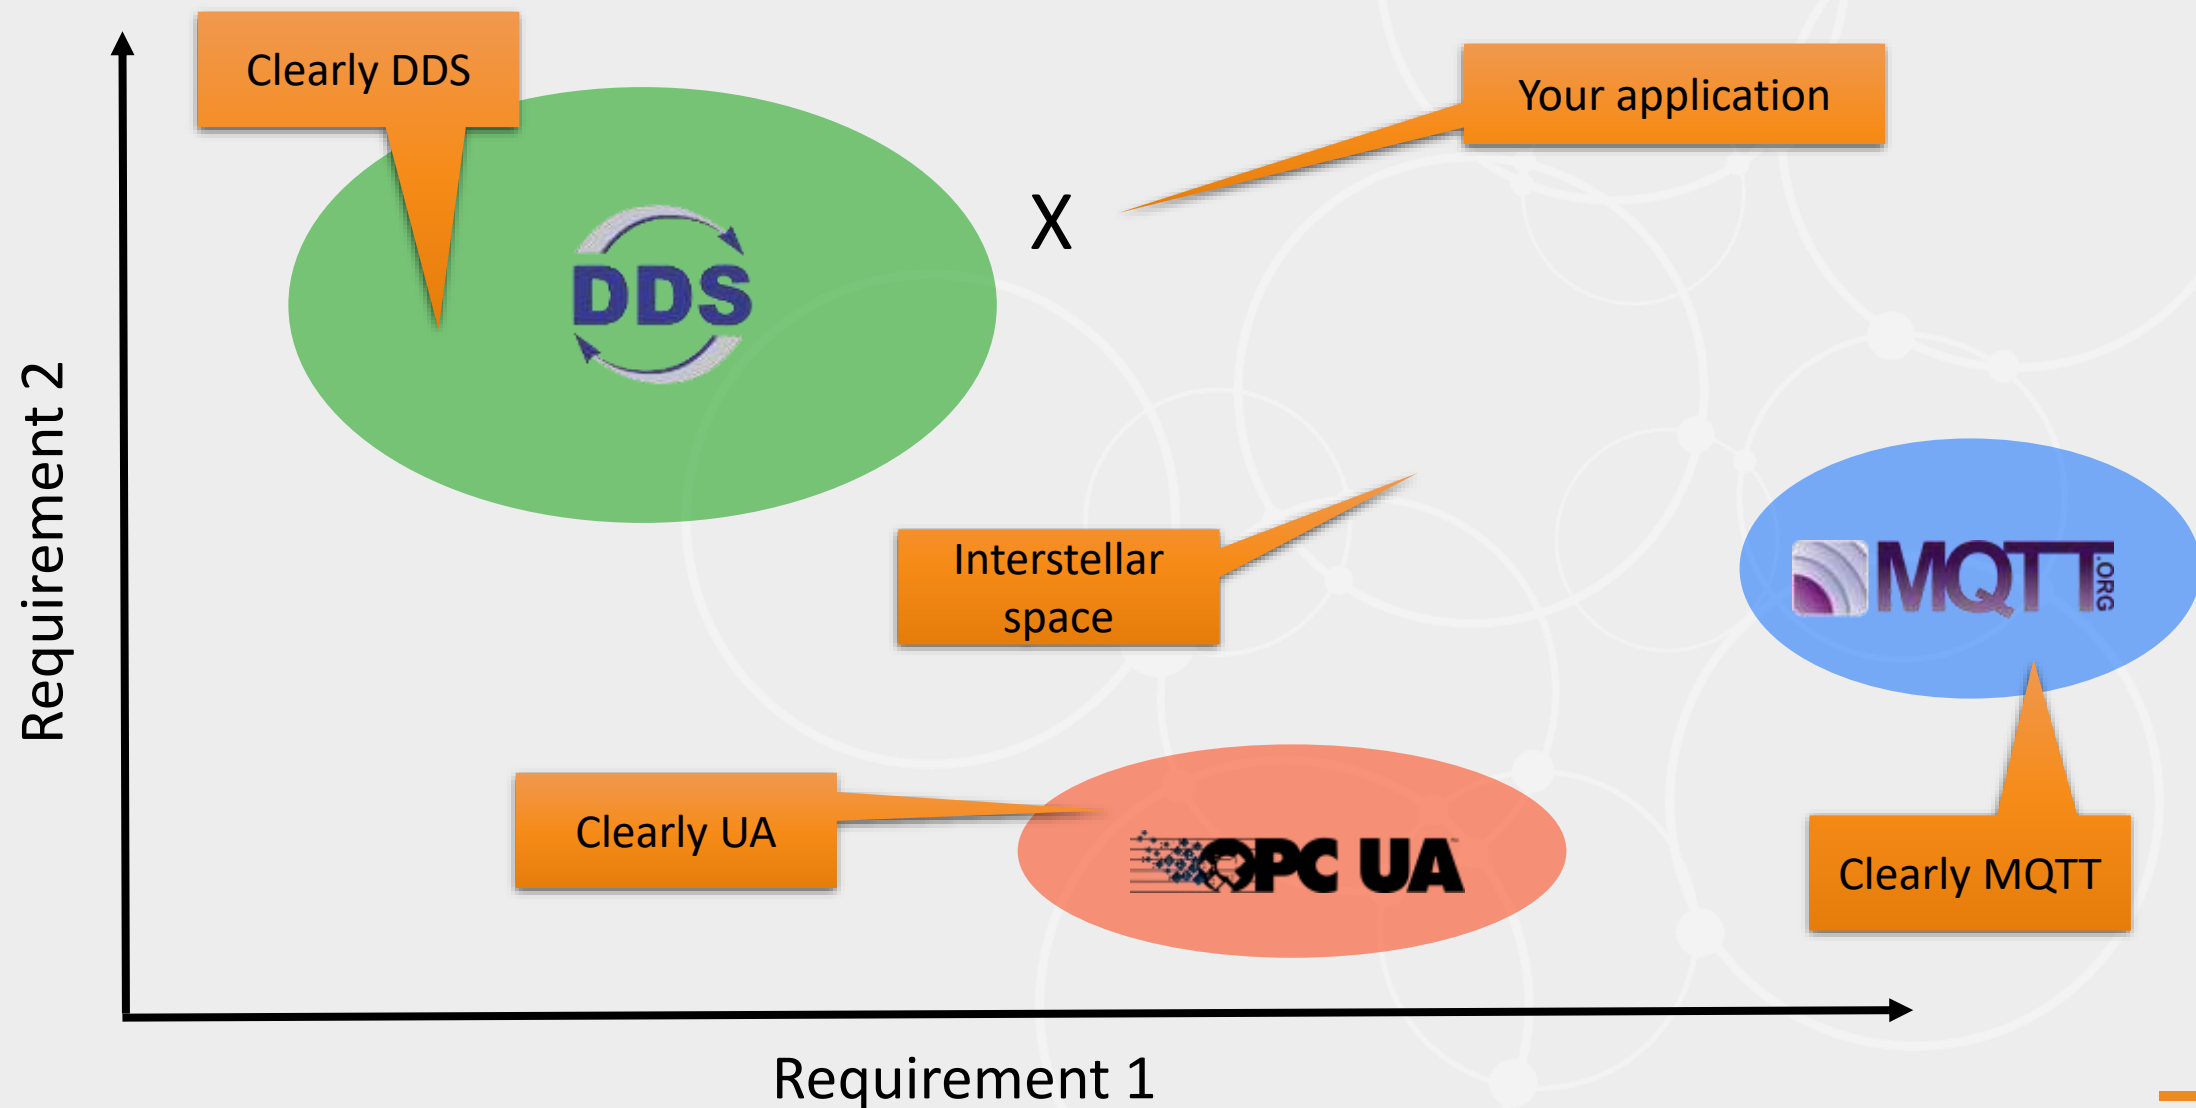 Clearly DDS
Your application
X
DDS
Requirement 2
Interstellar
space
MQTT.ORG
Clearly UA
OPC UA
Clearly MQTT
Requirement 1